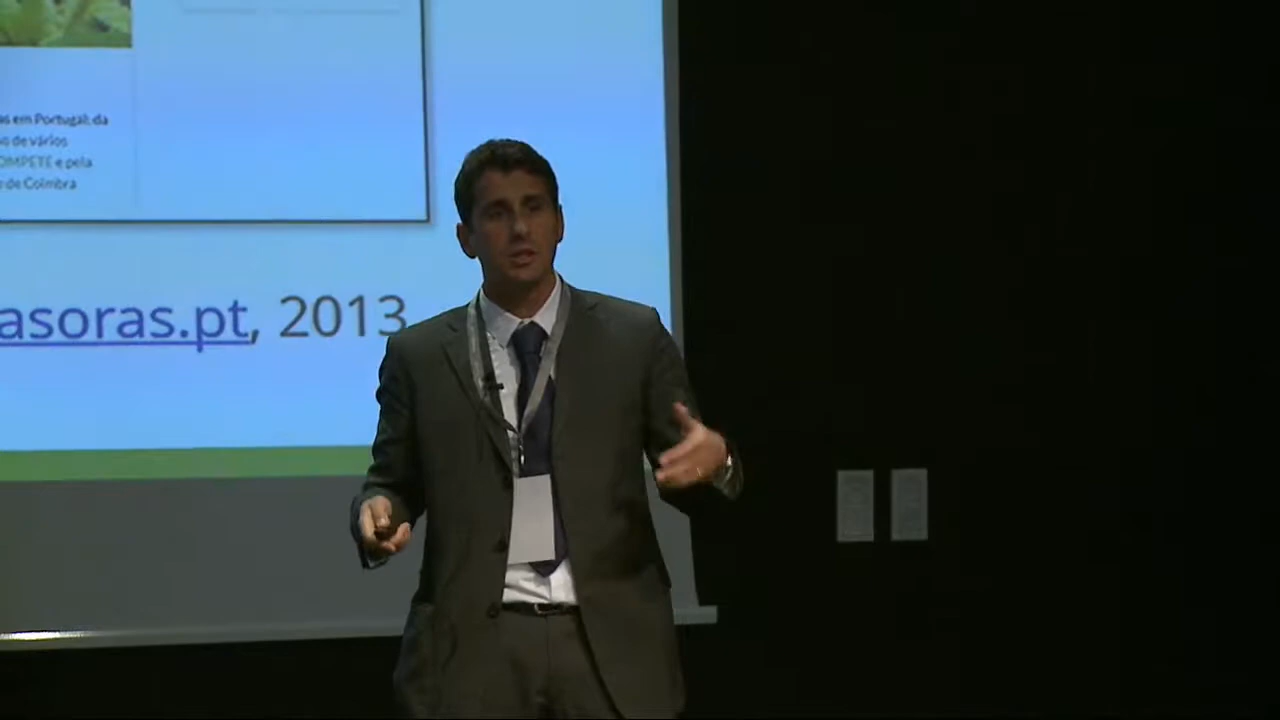 as em Portugal: da
o de vários
OMPETE e pela
e de Coimbra
asoras.pt, 2013